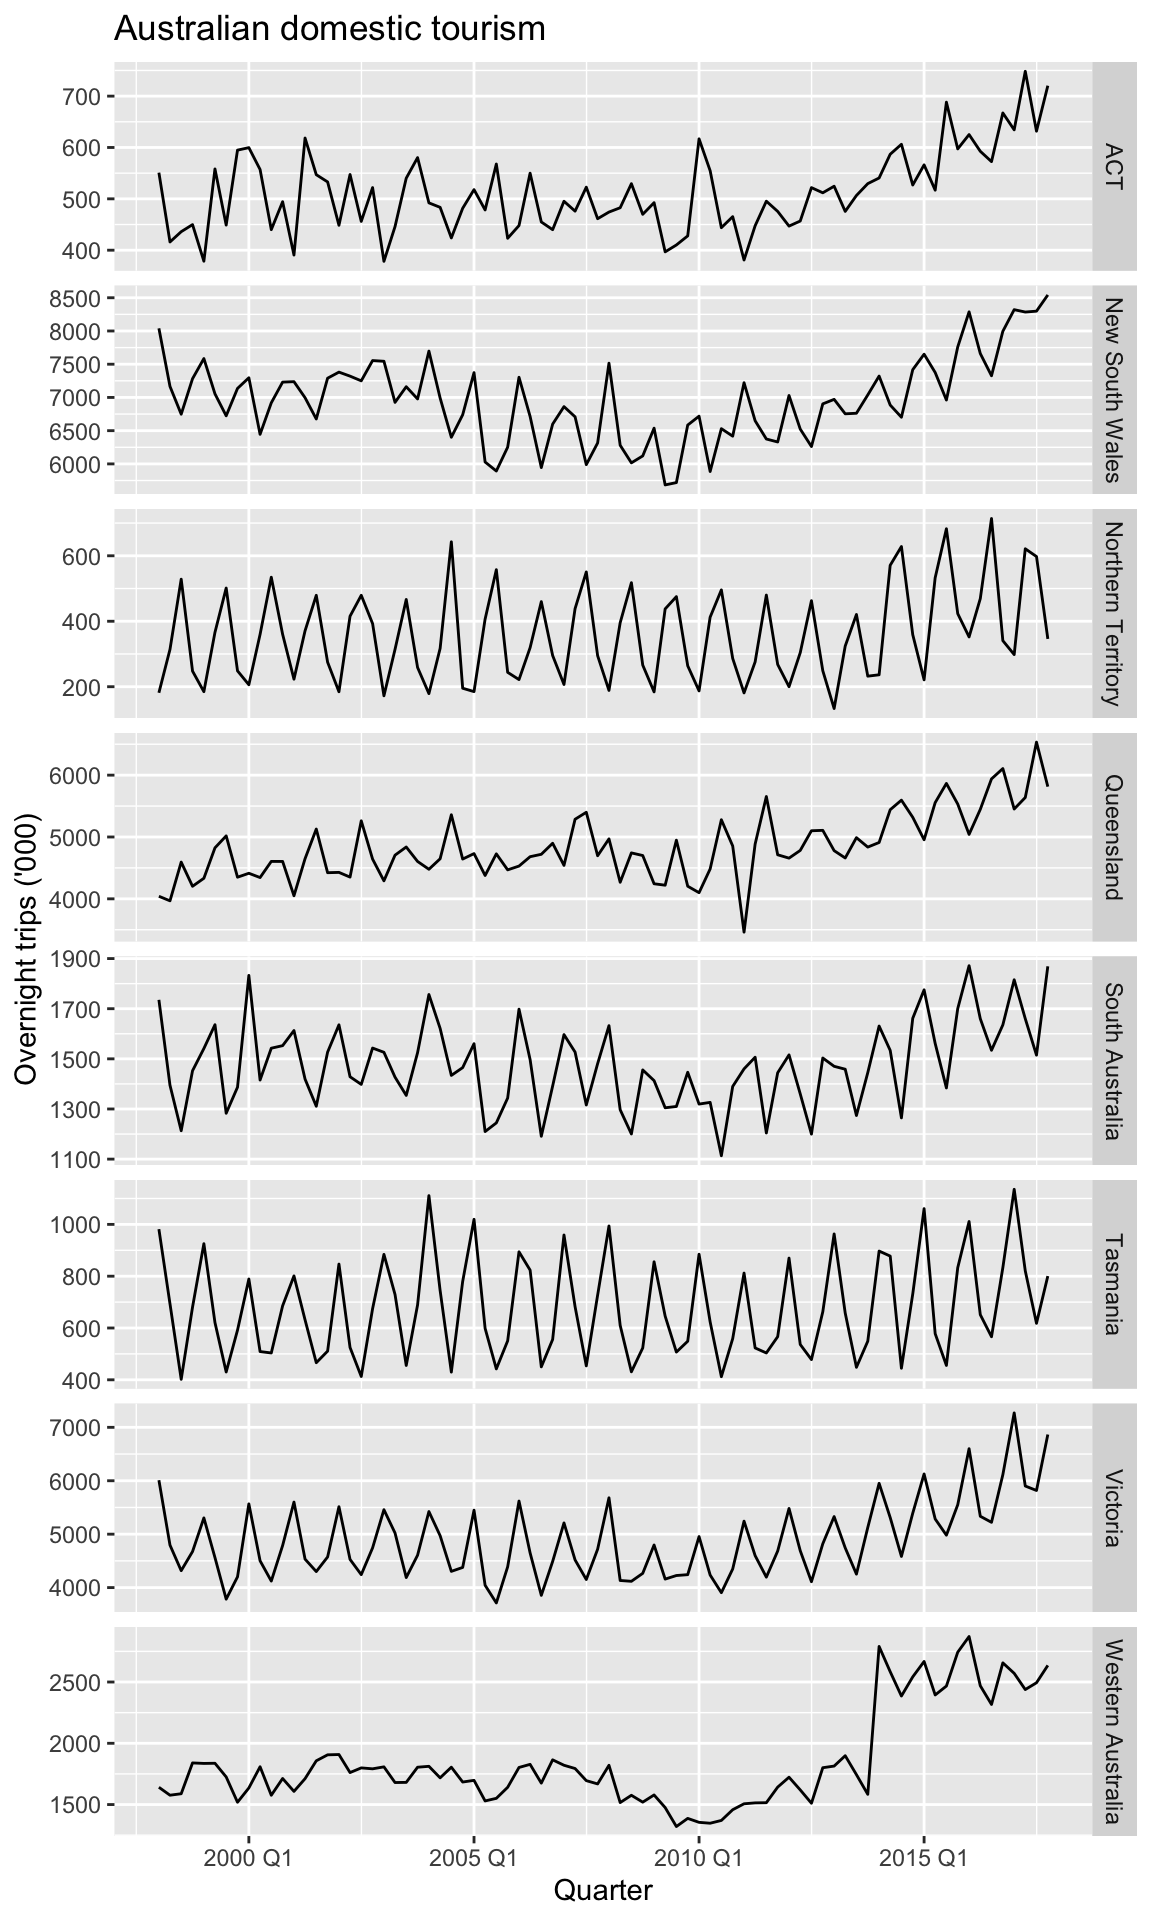 Australian domestic tourism
700
600
500
400
ACT
8500
8000
7500
7000
6500
6000
New South Wales
600
400
200
Northern Territory
6000
5000
4000
Queensland
Overnight trips ('000)
1900
1700
1500
1300
1100
South Australia
1000
800
600
400
Tasmania
7000
6000
5000
4000
Victoria
2500
2000
1500
Western Australia
2000 Q1 2005 Q1 2010 Q1 2015 Q1
Quarter